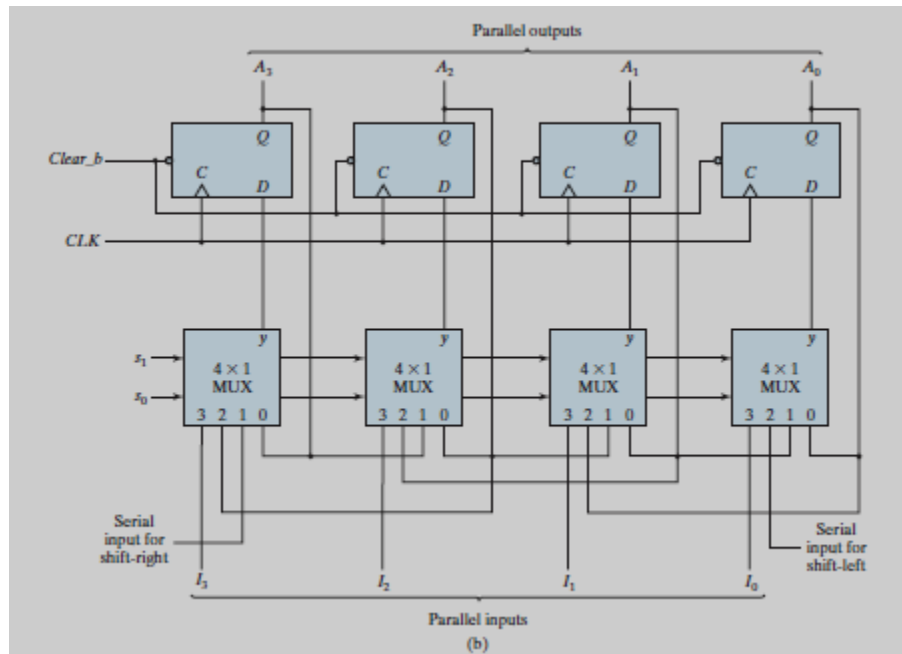 Parallel outputs
A3 A2 A1 A0
Q Q Q Q
Clear_b
C D C D C D C D
CLK
y y y y
s1
4 × 1 4 × 1 4 × 1 4 × 1
MUX MUX MUX MUX
s0
3 2 1 0 3 2 1 0 3 2 1 0 3 2 1 0
Serial
input for
shift-right
Serial
input for
shift-left
I3 I2 I1 I0
Parallel inputs
(b)